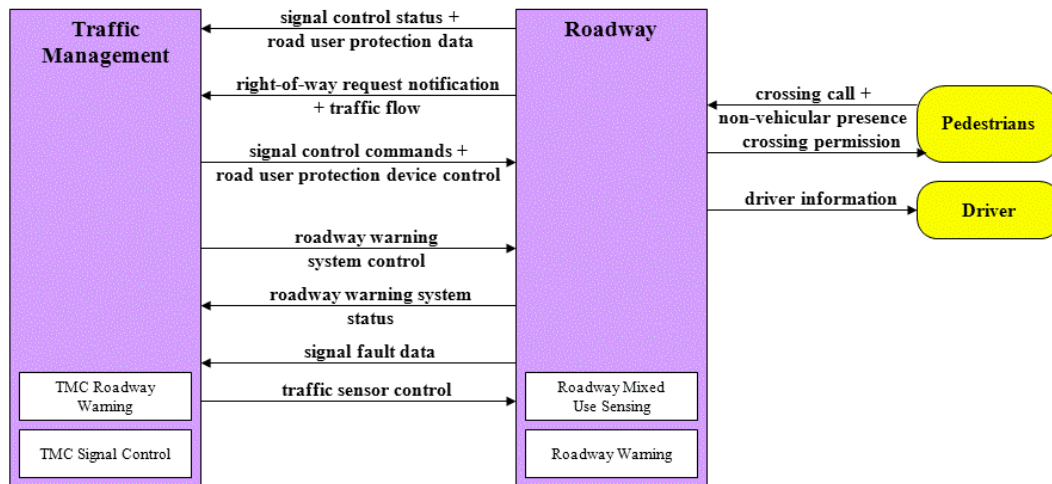 Traffic
Management
signal control status +
road user protection data
Roadway
right-of-way request notification
+ traffic flow
crossing call +
non-vehicular presence
crossing permission
Pedestrians
signal control commands +
road user protection device control
driver information
Driver
roadway warning
system control
roadway warning system
status
signal fault data
traffic sensor control
TMC Roadway
Warning
Roadway Mixed
Use Sensing
TMC Signal Control
Roadway Warning